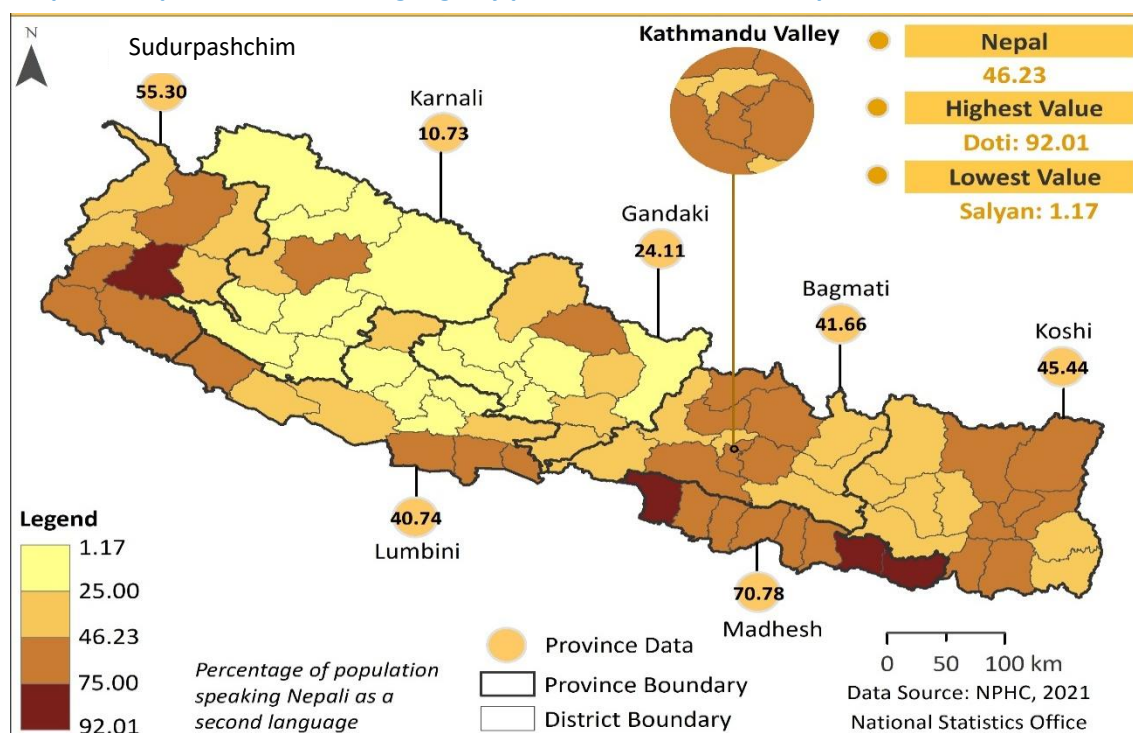 N
Sudurpashchim
55.30
Karnali
10.73
Kathmandu Valley
Gandaki
24.11
Bagmati
41.66
Koshi
45.44
Nepal
46.23
Highest Value
Doti: 92.01
Lowest Value
Salyan: 1.17
40.74
Lumbini
70.78
Madhesh
Legend
1.17
25.00
46.23
75.00
92.01
Percentage of population
speaking Nepali as a
second language
Province Data
Province Boundary
District Boundary
0 50 100 km
Data Source: NPHC, 2021
National Statistics Office